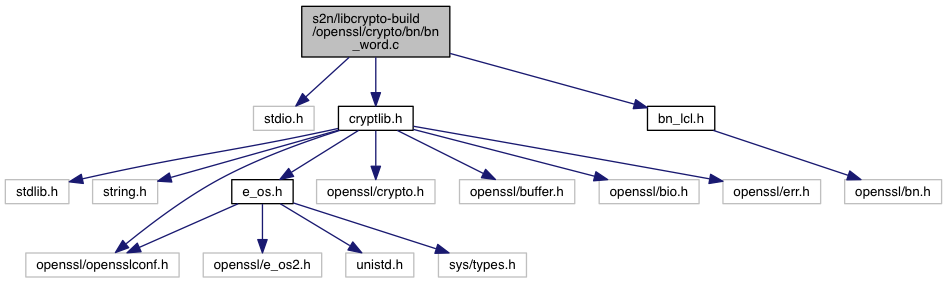 s2n/libcrypto-build
/openssl/crypto/bn/bn
_word.c
stdio.h
cryptlib.h
bn_lcl.h
stdlib.h
string.h
e_os.h
openssl/crypto.h
openssl/buffer.h
openssl/bio.h
openssl/err.h
openssl/bn.h
openssl/opensslconf.h
openssl/e_os2.h
unistd.h
sys/types.h